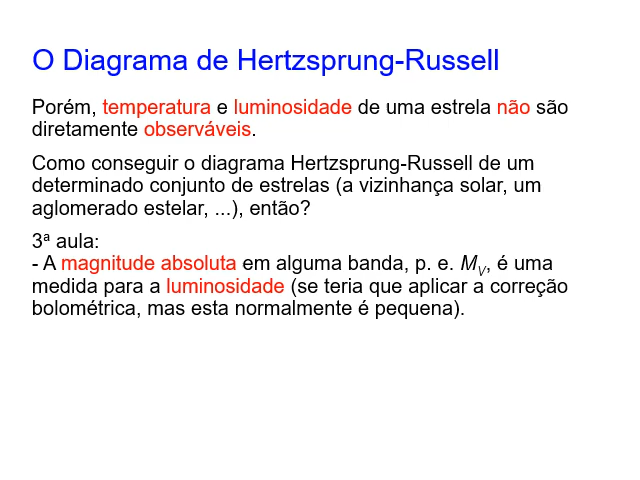 O Diagrama de Hertzsprung-Russell
Porém, temperatura e luminosidade de uma estrela não são
diretamente observáveis.
Como conseguir o diagrama Hertzsprung-Russell de um
determinado conjunto de estrelas (a vizinhança solar, um
aglomerado estelar, ...), então?
3ª aula:
- A magnitude absoluta em alguma banda, p. e. MV, é uma
medida para a luminosidade (se teria que aplicar a correção
bolométrica, mas esta normalmente é pequena).